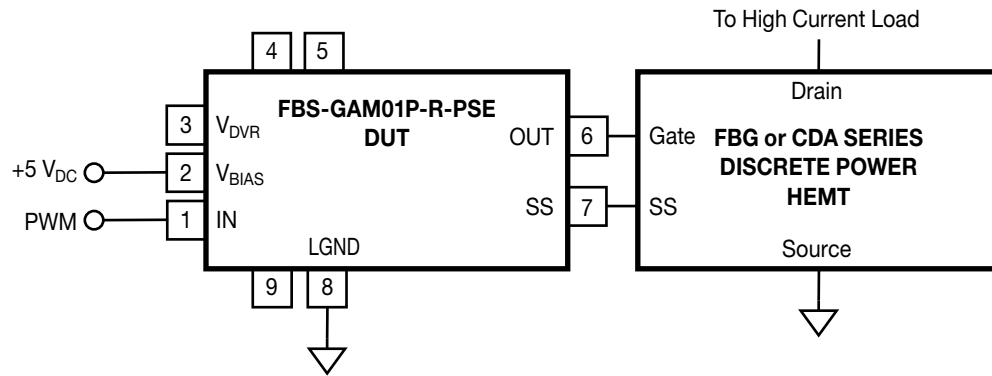 To High Current Load
4 5
FBS-GAM01P-R-PSE
DUT
3 VDVR
+5 VDC 2 VBIAS
PWM 1 IN
OUT 6
SS 7
LGND
9 8
Drain
Gate
FBG or CDA SERIES
DISCRETE POWER
HEMT
SS
Source